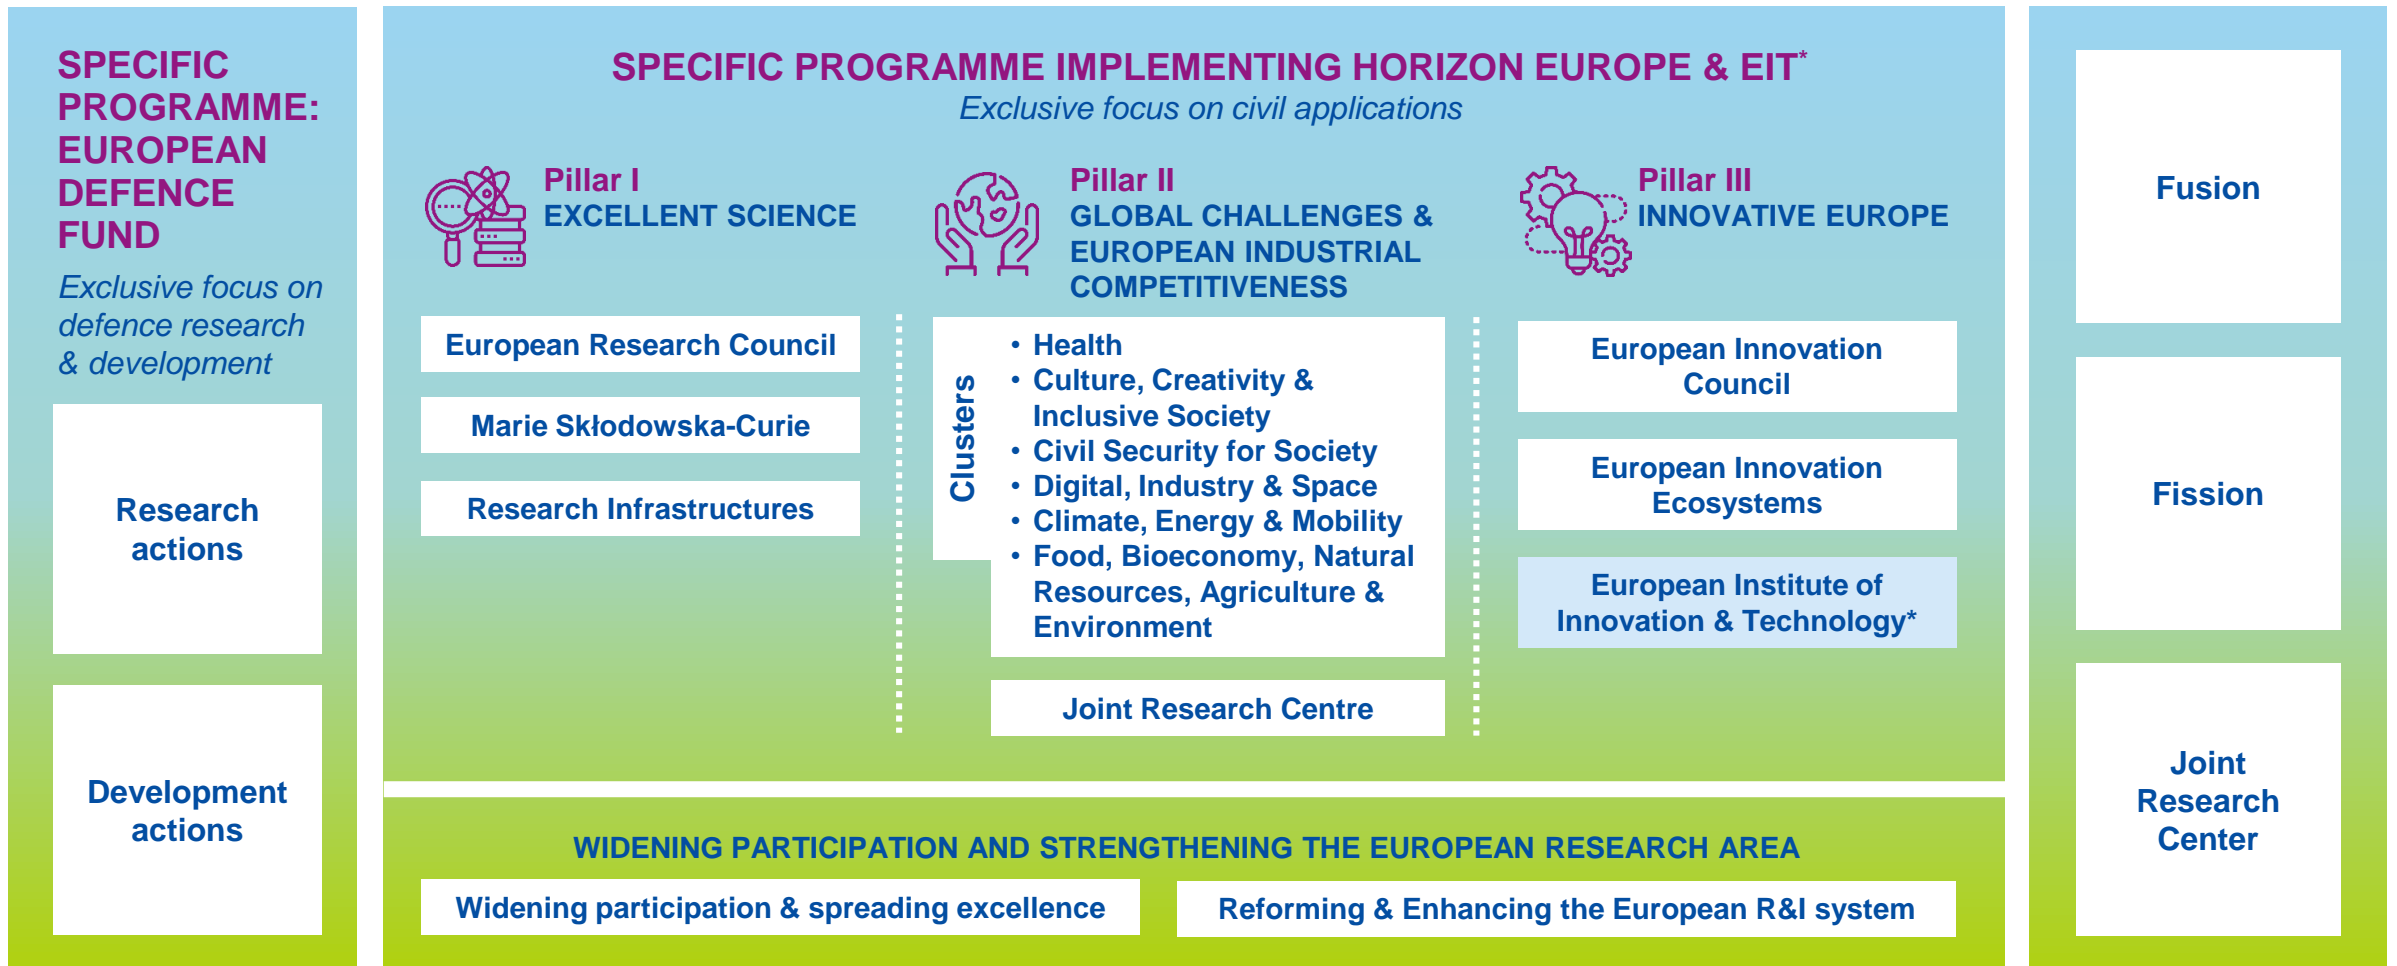 SPECIFIC
PROGRAMME:
EUROPEAN
DEFENCE
FUND
Exclusive focus on
defence research
& development
Research
actions
Development
actions
SPECIFIC PROGRAMME IMPLEMENTING HORIZON EUROPE & EIT*
Exclusive focus on civil applications
Pillar I
EXCELLENT SCIENCE
European Research Council
Marie Skłodowska-Curie
Research Infrastructures
Pillar II
GLOBAL CHALLENGES &
EUROPEAN INDUSTRIAL
COMPETITIVENESS
Clusters
• Health
• Culture, Creativity &
Inclusive Society
• Civil Security for Society
• Digital, Industry & Space
• Climate, Energy & Mobility
• Food, Bioeconomy, Natural
Resources, Agriculture &
Environment
Joint Research Centre
Pillar III
INNOVATIVE EUROPE
European Innovation
Council
European Innovation
Ecosystems
European Institute of
Innovation & Technology*
WIDENING PARTICIPATION AND STRENGTHENING THE EUROPEAN RESEARCH AREA
Widening participation & spreading excellence
Reforming & Enhancing the European R&I system
Fusion
Fission
Joint
Research
Center